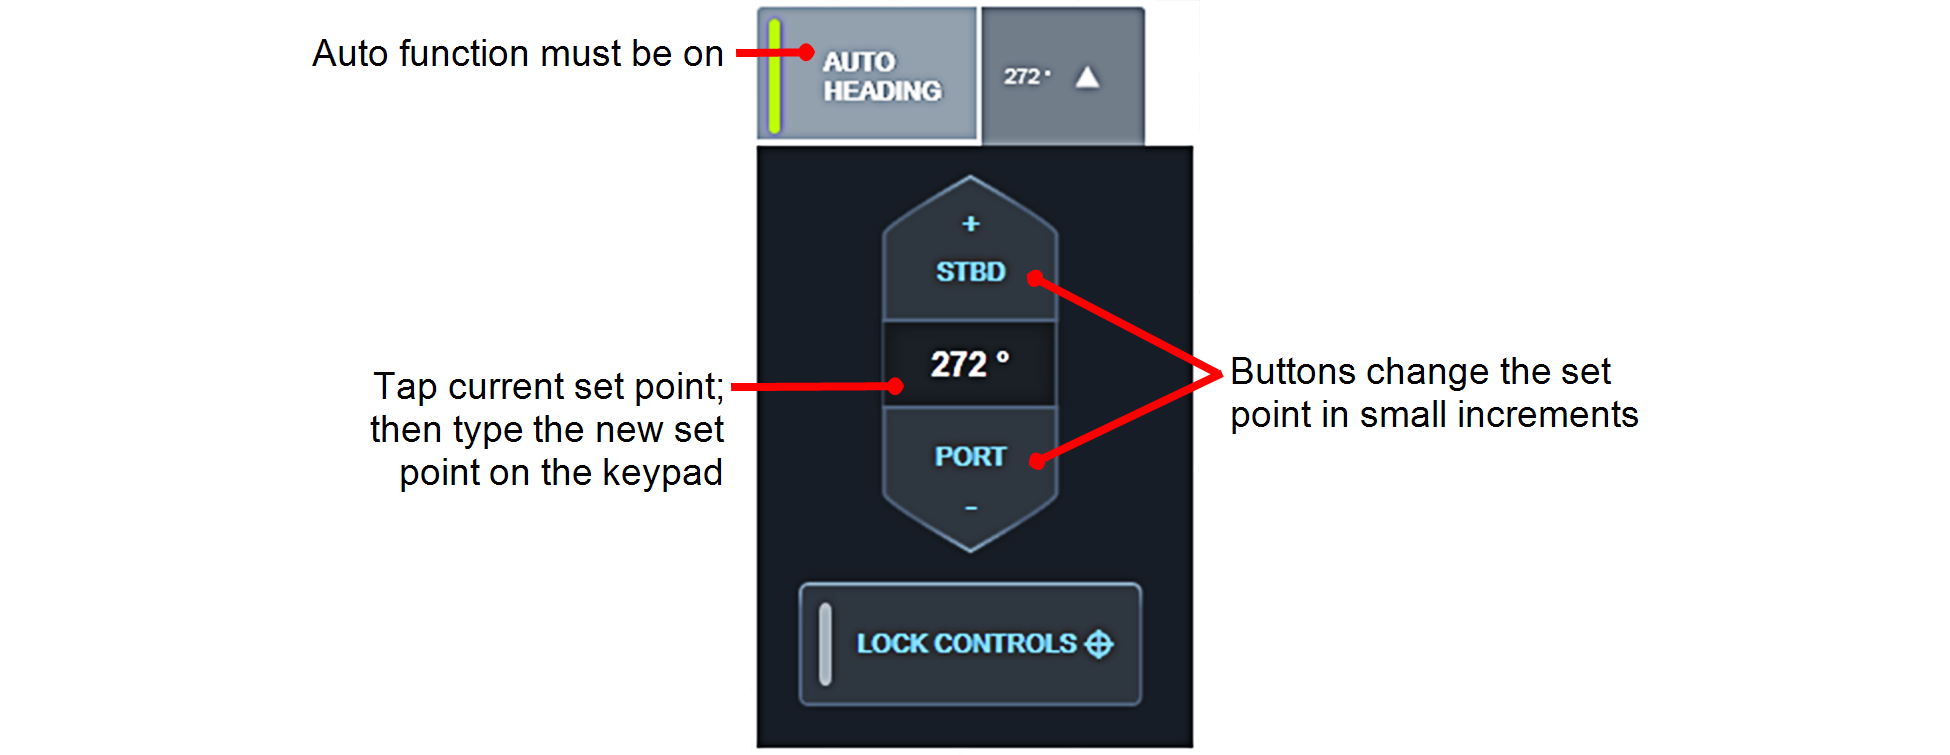 Auto function must be on
AUTO
HEADING
272°
+
STBD
272 °
Tap current set point;
then type the new set
point on the keypad
Buttons change the set
point in small increments
PORT
-
LOCK CONTROLS